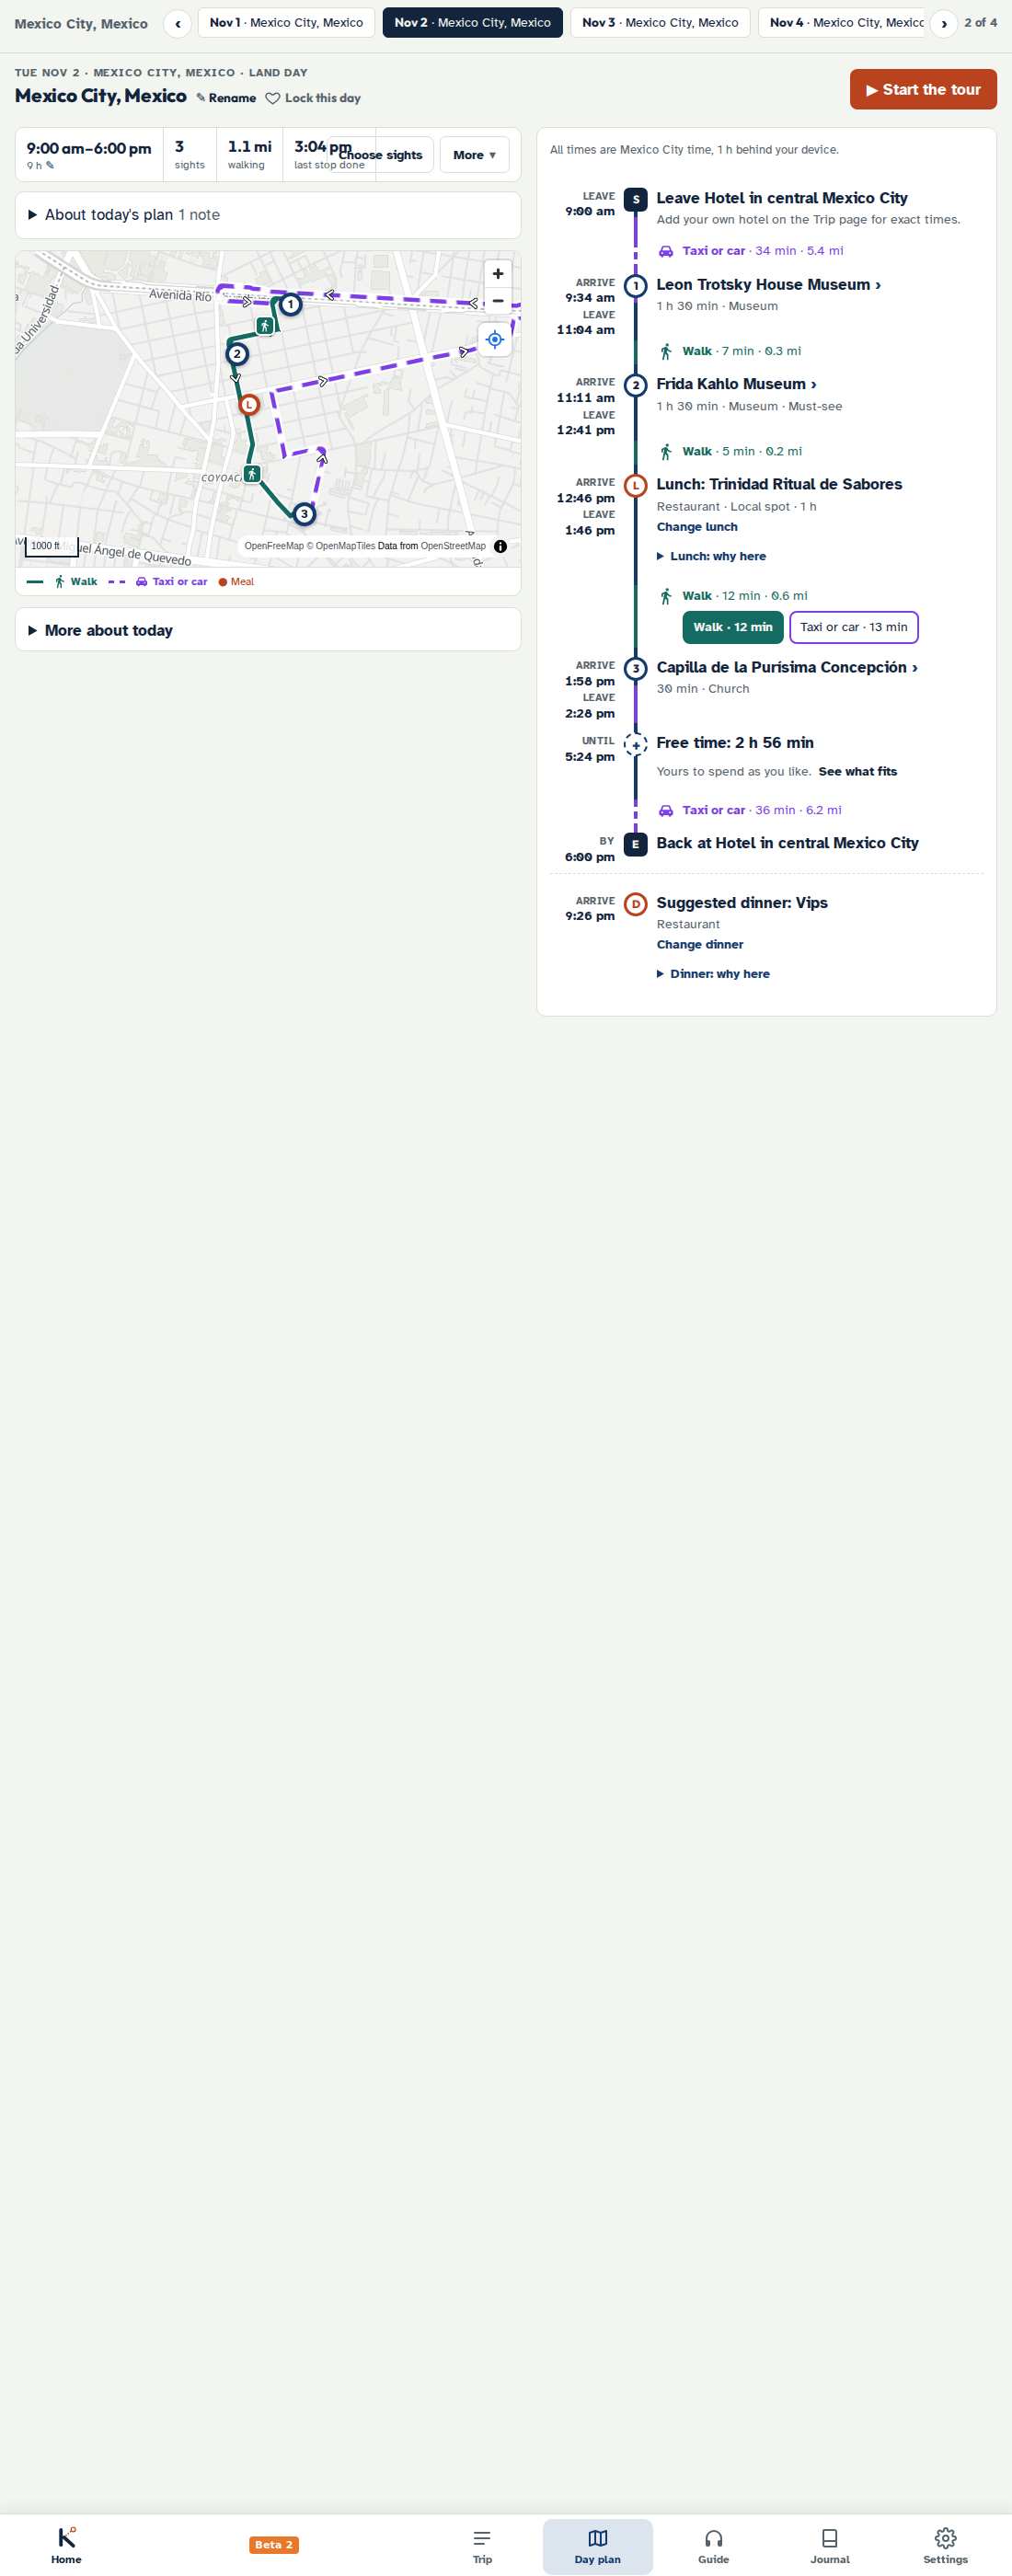 Mexico City, Mexico
‹
Nov 1 · Mexico City, Mexico
Nov 2 · Mexico City, Mexico
Nov 3 · Mexico City, Mexico
Nov 4 · Mexico City, Mexico
›
2 of 4
TUE NOV 2 · MEXICO CITY, MEXICO · LAND DAY
Mexico City, Mexico ✎ Rename Lock this day
▶ Start the tour
9:00 am–6:00 pm
9 h ✎
3
sights
1.1 mi
walking
3:04 pm
last stop done
Choose sights
More ▼
▶ About today's plan 1 note
Avenida Río
Universidad
1
2
L
COYOAC
3
+
−
1000 ft
uel Ángel de Quevedo
OpenFreeMap © OpenMapTiles Data from OpenStreetMap
Walk
Taxi or car
Meal
▶ More about today
All times are Mexico City time, 1 h behind your device.
LEAVE
9:00 am
S
Leave Hotel in central Mexico City
Add your own hotel on the Trip page for exact times.
Taxi or car · 34 min · 5.4 mi
ARRIVE
9:34 am
LEAVE
11:04 am
1
Leon Trotsky House Museum ›
1 h 30 min · Museum
Walk · 7 min · 0.3 mi
ARRIVE
11:11 am
LEAVE
12:41 pm
2
Frida Kahlo Museum ›
1 h 30 min · Museum · Must-see
Walk · 5 min · 0.2 mi
ARRIVE
12:46 pm
LEAVE
1:46 pm
L
Lunch: Trinidad Ritual de Sabores
Restaurant · Local spot · 1 h
Change lunch
▶ Lunch: why here
Walk · 12 min · 0.6 mi
Walk · 12 min
Taxi or car · 13 min
ARRIVE
1:58 pm
LEAVE
2:28 pm
3
Capilla de la Purísima Concepción ›
30 min · Church
UNTIL
5:24 pm
+
Free time: 2 h 56 min
Yours to spend as you like. See what fits
Taxi or car · 36 min · 6.2 mi
BY
6:00 pm
E
Back at Hotel in central Mexico City
ARRIVE
9:26 pm
D
Suggested dinner: Vips
Restaurant
Change dinner
▶ Dinner: why here
Home
Beta 2
Trip
Day plan
Guide
Journal
Settings